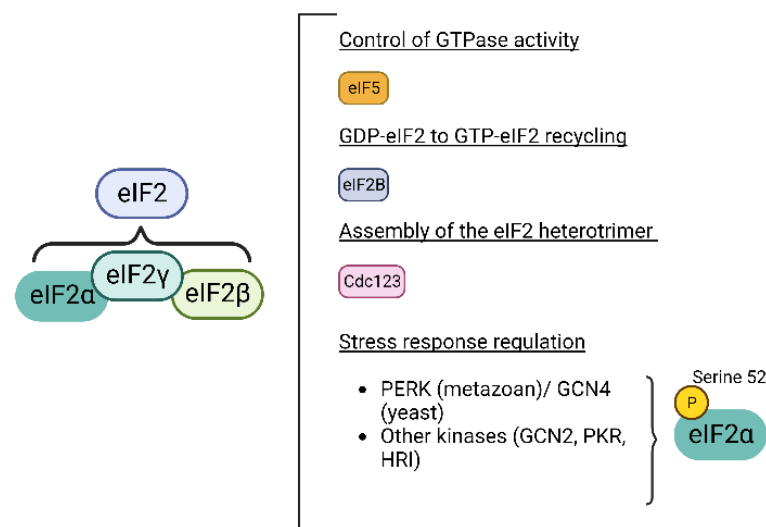 eIF2
eIF2α
eIF2γ
eIF2β
Control of GTPase activity
eIF5
GDP-eIF2 to GTP-eIF2 recycling
eIF2B
Assembly of the eIF2 heterotrimer
Cdc123
Stress response regulation
• PERK (metazoan)/ GCN4
(yeast)
• Other kinases (GCN2, PKR,
HRI)
Serine 52
P
eIF2α